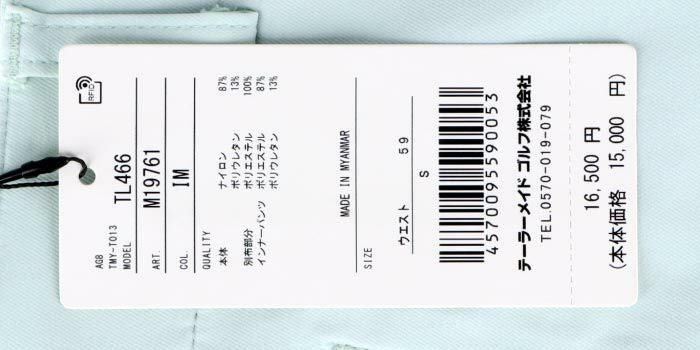 RFID
AGB
TMY-T013
MODEL TL466
ART. M19761
COL. IM
QUALITY
本体 ナイロン 87%
ポリウレタン 13%
別布部分 ポリエステル 100%
インナーパンツ ポリエステル 87%
ポリウレタン 13%
MADE IN MYANMAR
SIZE
ウエスト 59
S
4570095590053
テーラーメイド ゴルフ株式会社
TEL.0570-019-079
16,500 円
(本体価格 15,000 円)